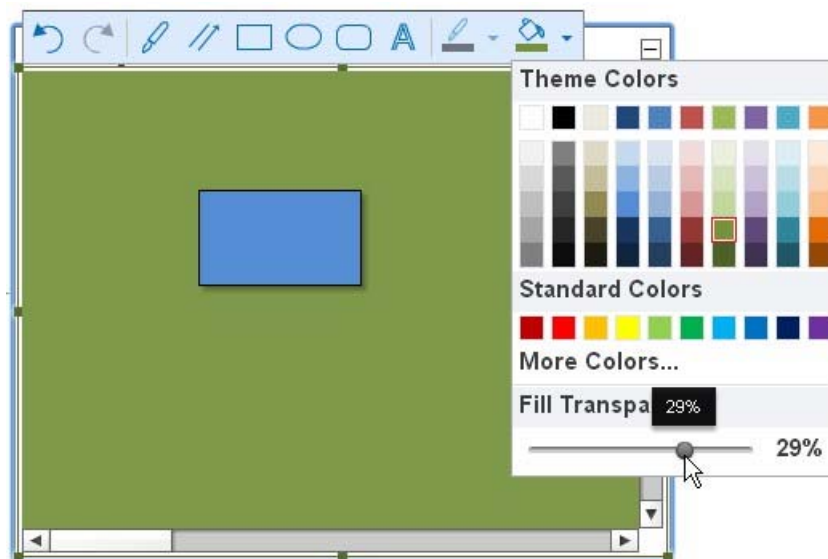 A
Theme Colors
Standard Colors
More Colors...
Fill Transpa
29%
29%